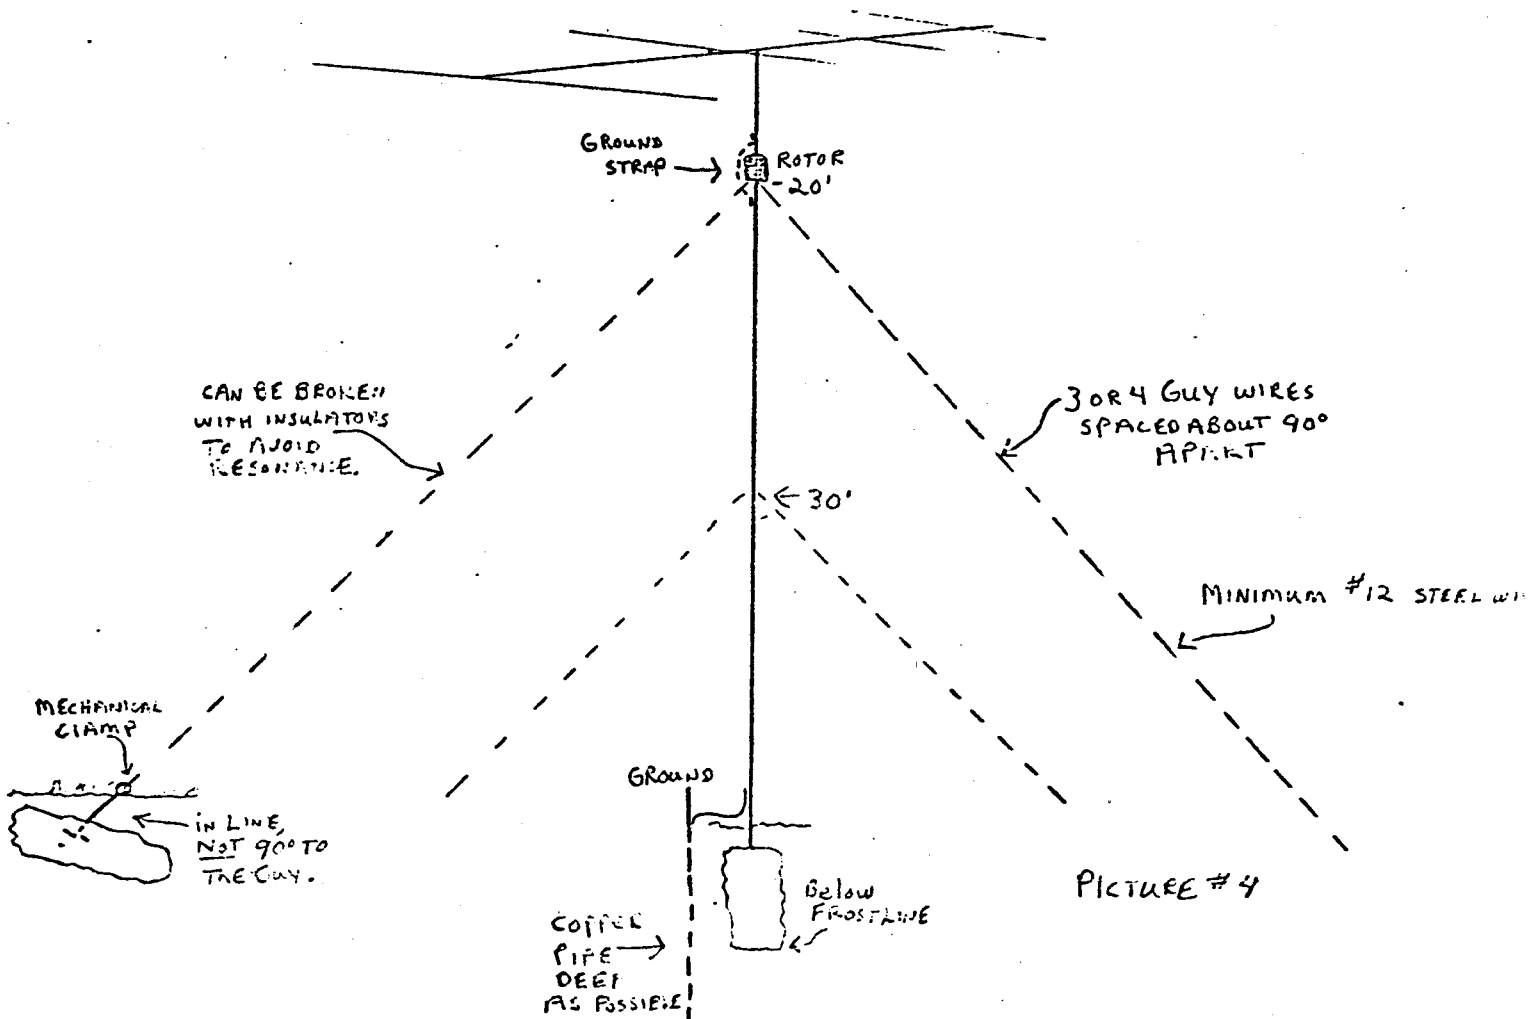 GROUND
STRAP
ROTOR
-20'
CAN BE BROKEN
WITH INSULATORS
TO AVOID
RESONANCE.
3 OR 4 GUY WIRES
SPACED ABOUT 90°
APART
30'
MINIMUM #12 STEEL
MECHANICAL
CLAMP
GROUND
IN LINE,
NOT 90° TO
THE GUY.
PICTURE #4
Below
FROSTLINE
COPPER
PIPE
DEEP
AS POSSIBLE